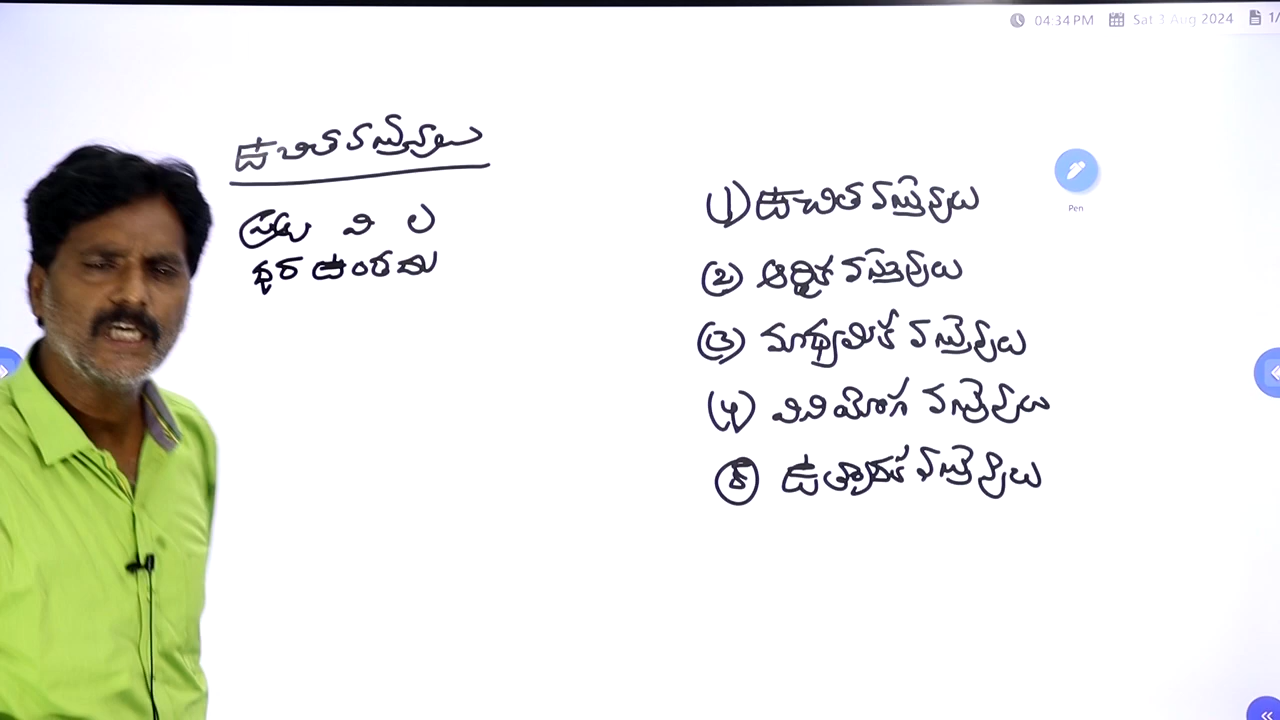 04:34 PM Sat 3 Aug 2024 1/
ఉచిత వస్తువులు
విల
ధర ఉండదు
1) ఉచిత వస్తువులు
2) ఆర్థిక వస్తువులు
3) మాధ్యమిక వస్తువులు
4) వినియోగ వస్తువులు
5 ఉత్పాదక వస్తువులు
Pen